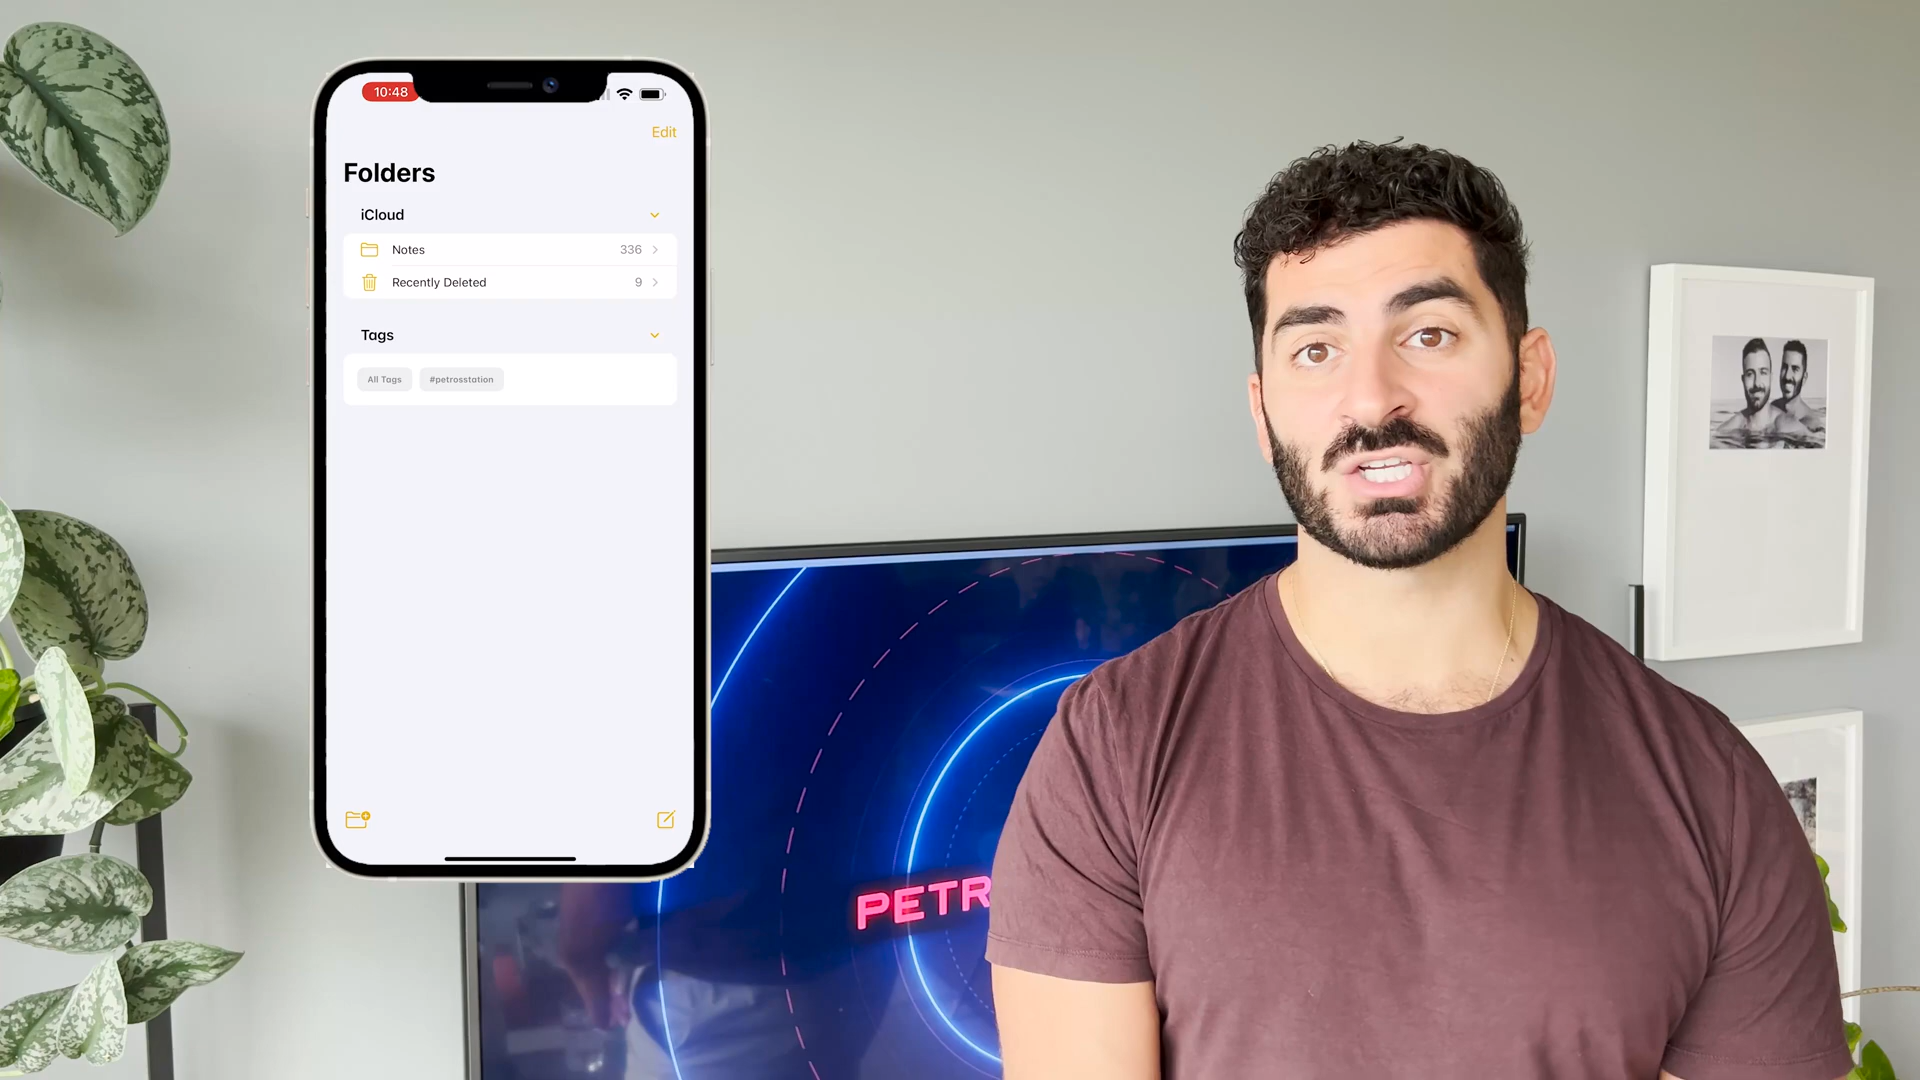 10:48
Edit
Folders
iCloud
Notes 336
Recently Deleted 9
Tags
All Tags #petrosstation
PETR